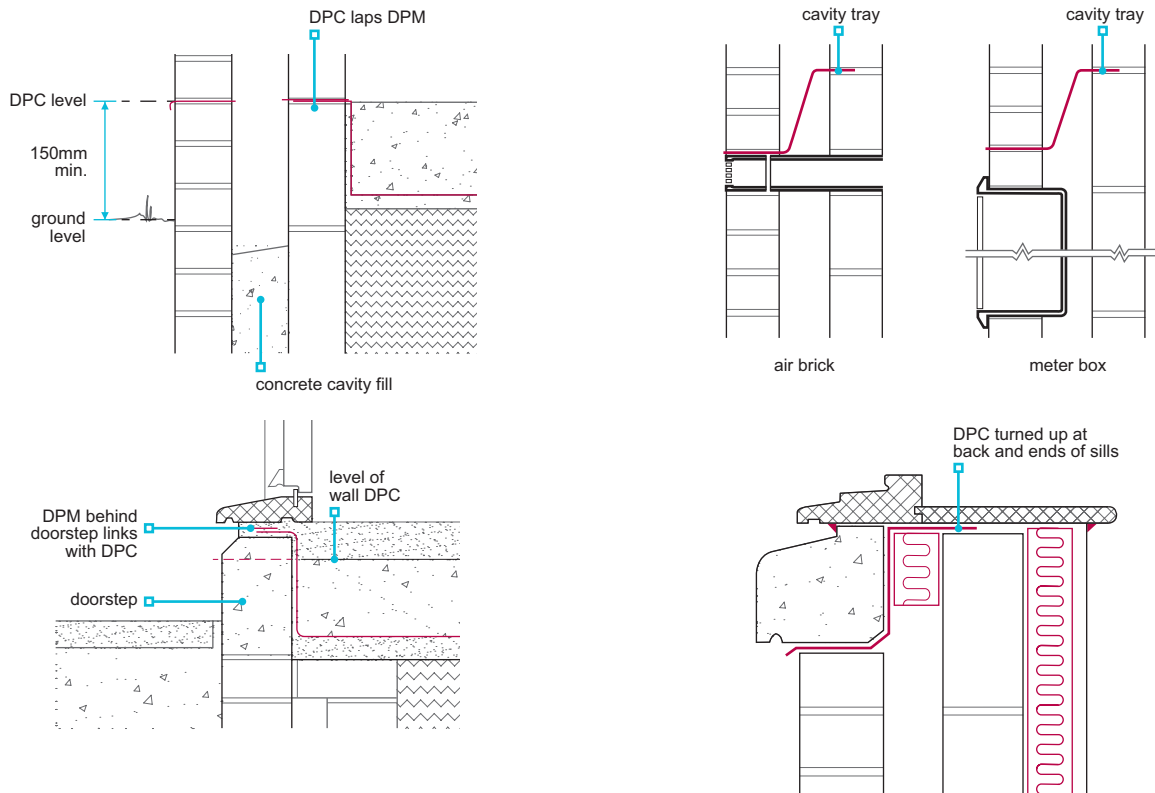 DPC laps DPM
DPC level
150mm
min.
ground
level
concrete cavity fill
cavity tray
cavity tray
air brick
meter box
level of
wall DPC
DPM behind
doorstep links
with DPC
doorstep
DPC turned up at
back and ends of sills